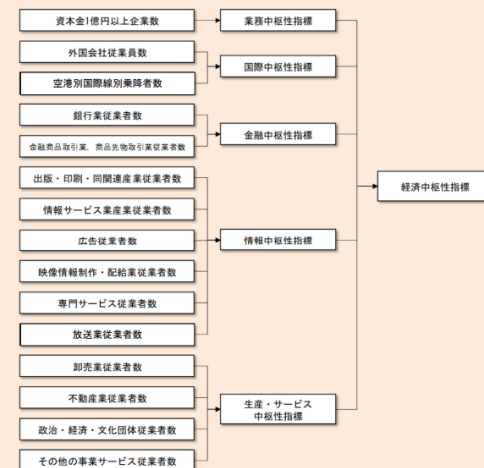 資本金1億円以上企業数
業務中枢性指標
外国会社従業員数
国際中枢性指標
空港別国際線別乗降者数
銀行業従業者数
金融中枢性指標
金融商品取引業，商品先物取引業従業者数
出版・印刷・同関連産業従業者数
経済中枢性指標
情報サービス業産業従業者数
広告従業者数
情報中枢性指標
映像情報制作・配給業従業者数
専門サービス従業者数
放送業従業者数
卸売業従業者数
不動産業従業者数
生産・サービス
中枢性指標
政治・経済・文化団体従業者数
その他の事業サービス従業者数